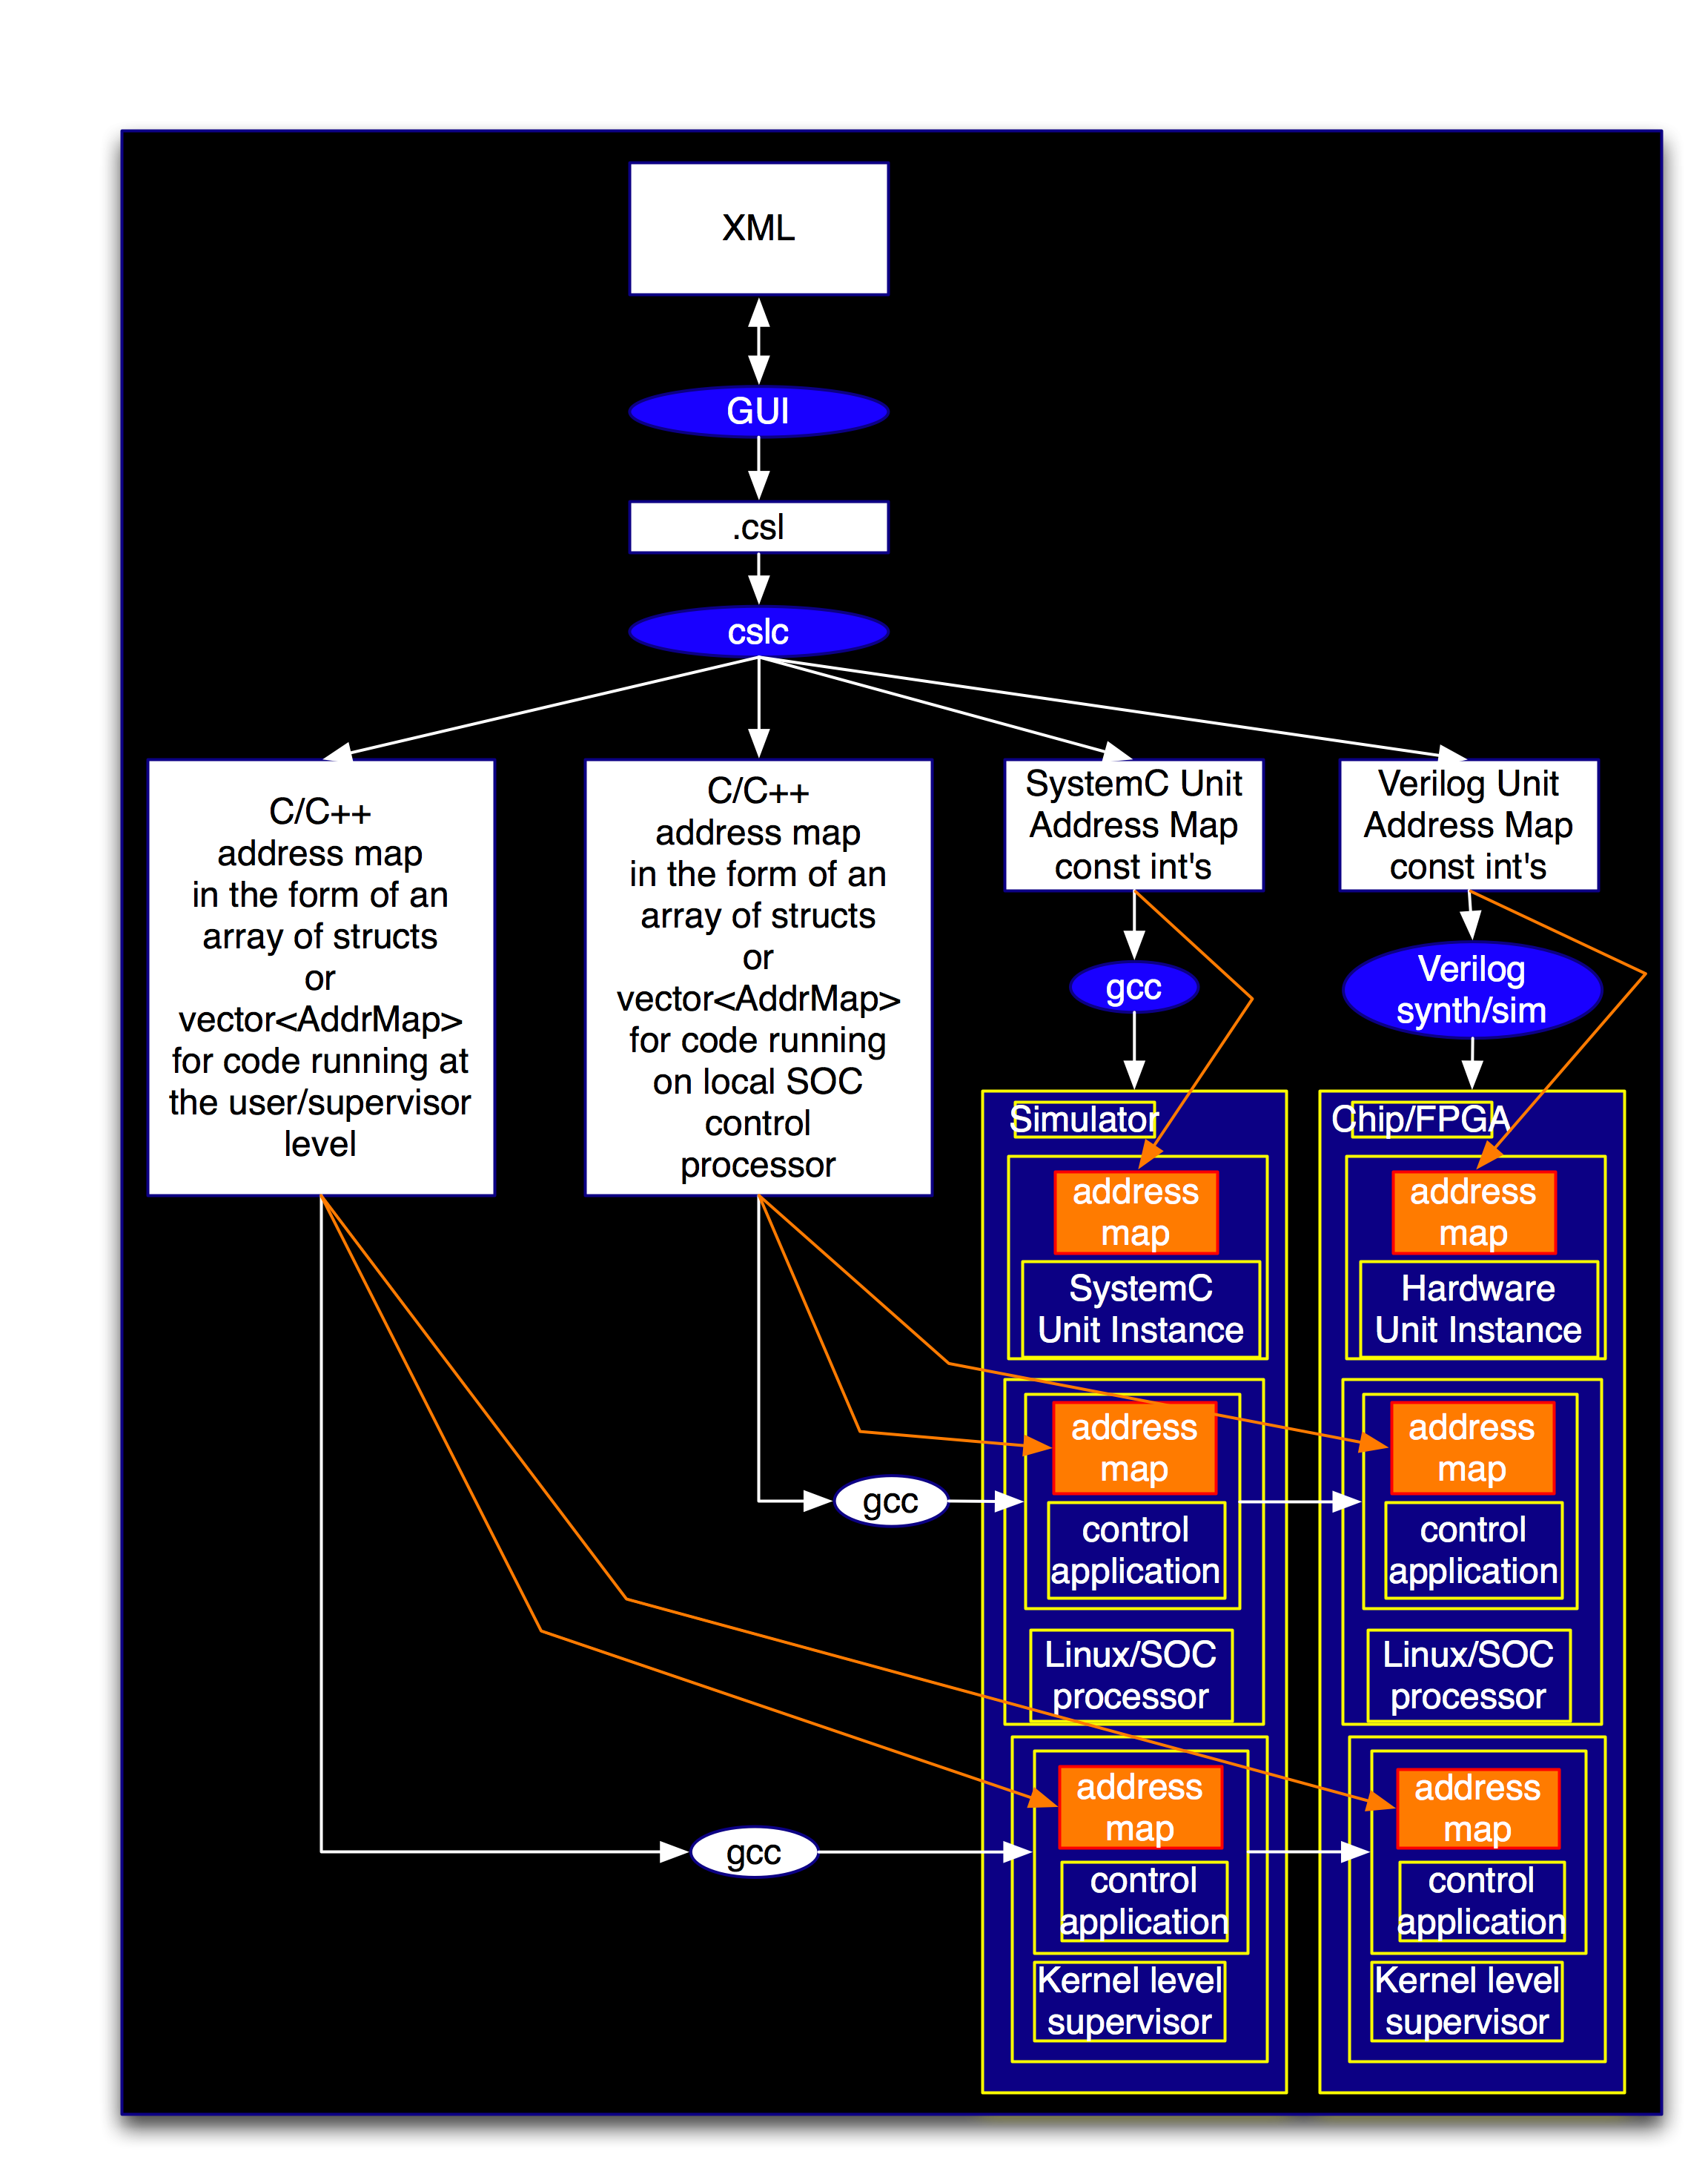 XML
GUI
.csl
cslc
C/C++
address map
in the form of an
array of structs
or
vector<AddrMap>
for code running at
the user/supervisor
level
C/C++
address map
in the form of an
array of structs
or
vector<AddrMap>
for code running
on local SOC
control
processor
SystemC Unit
Address Map
const int's
Verilog Unit
Address Map
const int's
gcc
Verilog
synth/sim
Simulator
address
map
SystemC
Unit Instance
Chip/FPGA
address
map
Hardware
Unit Instance
gcc
address
map
control
application
Linux/SOC
processor
address
map
control
application
Linux/SOC
processor
gcc
address
map
control
application
Kernel level
supervisor
address
map
control
application
Kernel level
supervisor